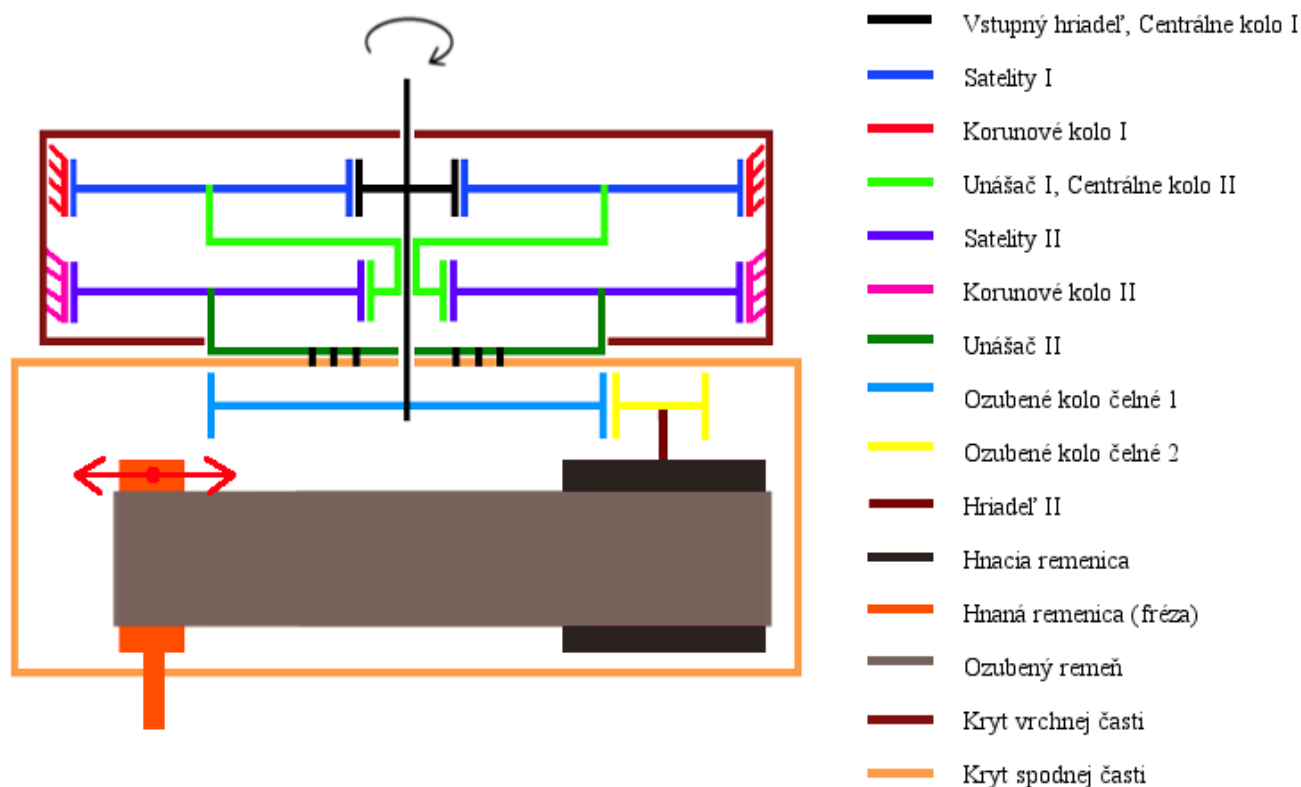 Vstupný hriadeľ, Centrálne kolo I
Satelity I
Korunové kolo I
Unášač I, Centrálne kolo II
Satelity II
Korunové kolo II
Unášač II
Ozubené kolo čelné 1
Ozubené kolo čelné 2
Hriadeľ II
Hnacia remenica
Hnaná remenica (fréza)
Ozubený remeň
Kryt vrchnej časti
Kryt spodnej časti